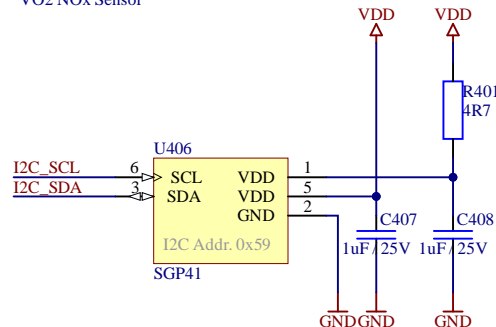 VO2 NOx Sensor
VDD VDD
R401
4R7
U406
I2C_SCL 6 SCL VDD 1
I2C_SDA 3 SDA VDD 5
GND 2
C407 C408
I2C Addr. 0x59 1uF / 25V 1uF / 25V
SGP41
GND GND GND